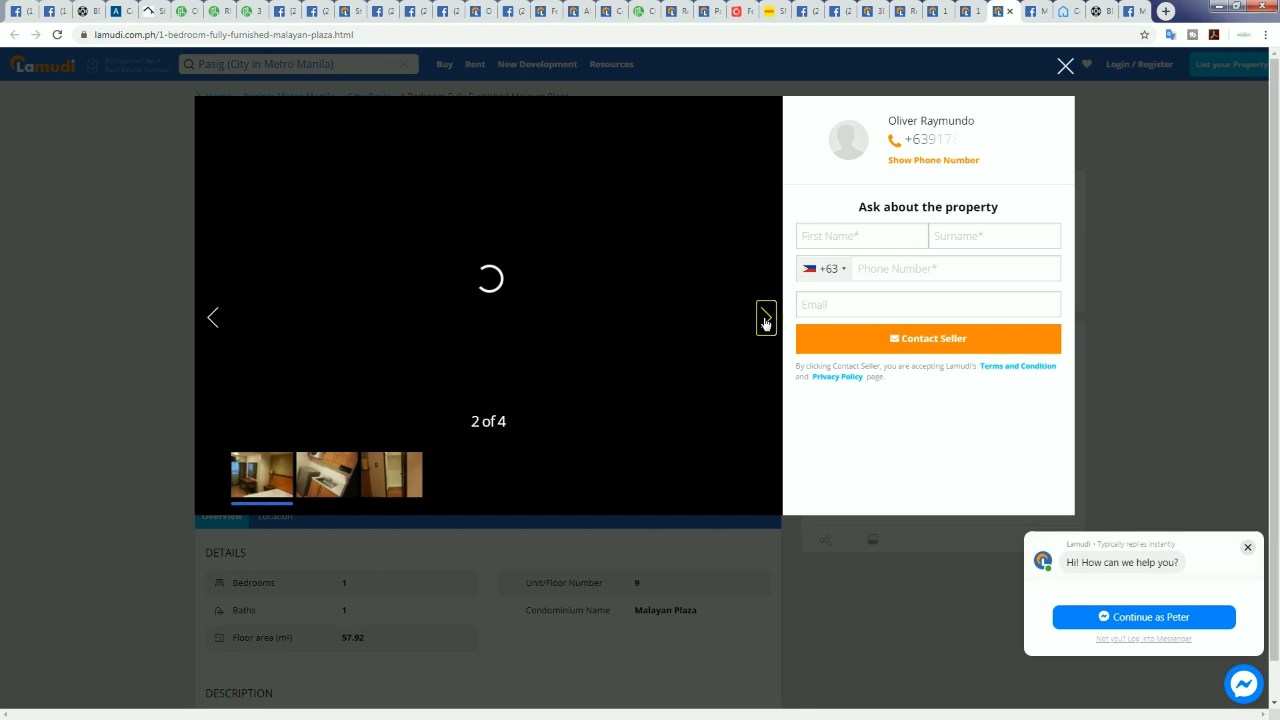 lamudi.com.ph/1-bedroom-fully-furnished-malayan-plaza.html
Lamudi
Pasig (City in Metro Manila)
Buy
Rent
New Development
Resources
Login / Register
List your Property
Oliver Raymundo
+639178
Show Phone Number
Ask about the property
First Name*
Surname*
+63
Phone Number*
Email
Contact Seller
By clicking Contact Seller, you are accepting Lamudi's Terms and Condition
and Privacy Policy page.
2 of 4
Overview
Location
DETAILS
Bedrooms 1
Unit/Floor Number 9
Baths 1
Condominium Name Malayan Plaza
Floor area (m²) 57.92
DESCRIPTION
Lamudi • Typically replies instantly
Hi! How can we help you?
Continue as Peter
Not you? Log into Messenger